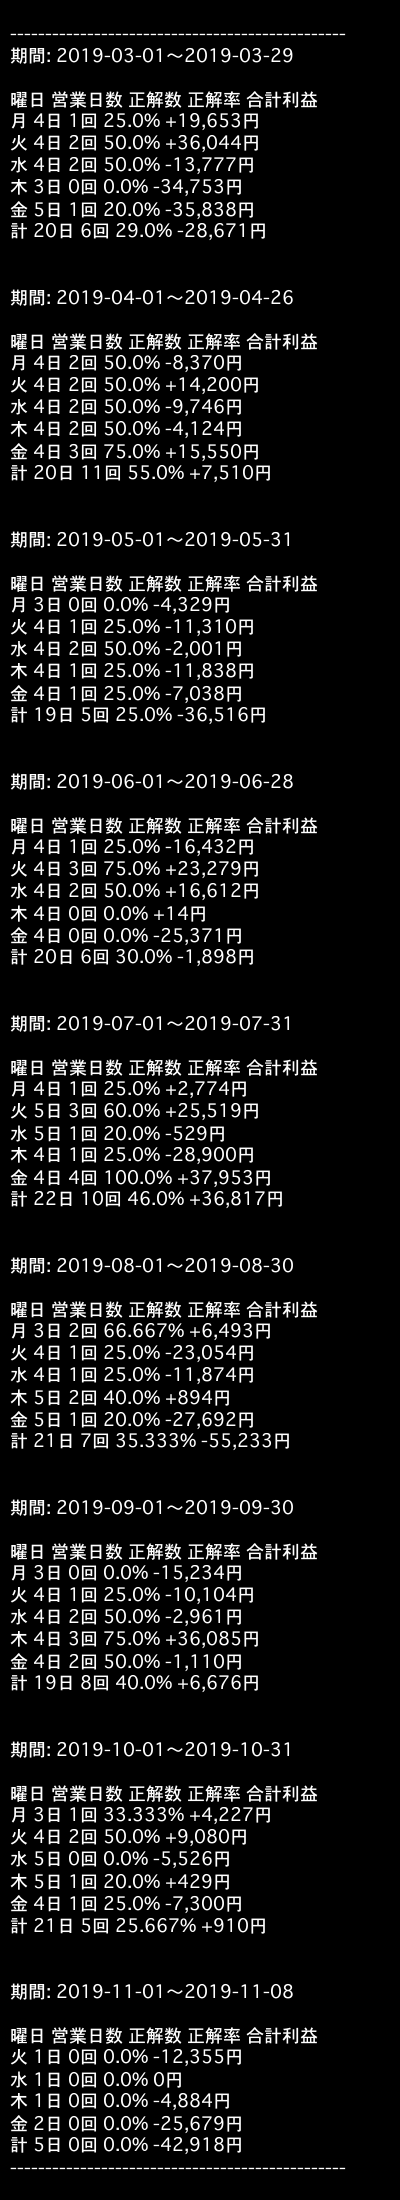 ------------------------------------------------
期間: 2019-03-01〜2019-03-29
曜日 営業日数 正解数 正解率 合計利益
月 4日 1回 25.0% +19,653円
火 4日 2回 50.0% +36,044円
水 4日 2回 50.0% -13,777円
木 3日 0回 0.0% -34,753円
金 5日 1回 20.0% -35,838円
計 20日 6回 29.0% -28,671円
期間: 2019-04-01〜2019-04-26
曜日 営業日数 正解数 正解率 合計利益
月 4日 2回 50.0% -8,370円
火 4日 2回 50.0% +14,200円
水 4日 2回 50.0% -9,746円
木 4日 2回 50.0% -4,124円
金 4日 3回 75.0% +15,550円
計 20日 11回 55.0% +7,510円
期間: 2019-05-01〜2019-05-31
曜日 営業日数 正解数 正解率 合計利益
月 3日 0回 0.0% -4,329円
火 4日 1回 25.0% -11,310円
水 4日 2回 50.0% -2,001円
木 4日 1回 25.0% -11,838円
金 4日 1回 25.0% -7,038円
計 19日 5回 25.0% -36,516円
期間: 2019-06-01〜2019-06-28
曜日 営業日数 正解数 正解率 合計利益
月 4日 1回 25.0% -16,432円
火 4日 3回 75.0% +23,279円
水 4日 2回 50.0% +16,612円
木 4日 0回 0.0% +14円
金 4日 0回 0.0% -25,371円
計 20日 6回 30.0% -1,898円
期間: 2019-07-01〜2019-07-31
曜日 営業日数 正解数 正解率 合計利益
月 4日 1回 25.0% +2,774円
火 5日 3回 60.0% +25,519円
水 5日 1回 20.0% -529円
木 4日 1回 25.0% -28,900円
金 4日 4回 100.0% +37,953円
計 22日 10回 46.0% +36,817円
期間: 2019-08-01〜2019-08-30
曜日 営業日数 正解数 正解率 合計利益
月 3日 2回 66.667% +6,493円
火 4日 1回 25.0% -23,054円
水 4日 1回 25.0% -11,874円
木 5日 2回 40.0% +894円
金 5日 1回 20.0% -27,692円
計 21日 7回 35.333% -55,233円
期間: 2019-09-01〜2019-09-30
曜日 営業日数 正解数 正解率 合計利益
月 3日 0回 0.0% -15,234円
火 4日 1回 25.0% -10,104円
水 4日 2回 50.0% -2,961円
木 4日 3回 75.0% +36,085円
金 4日 2回 50.0% -1,110円
計 19日 8回 40.0% +6,676円
期間: 2019-10-01〜2019-10-31
曜日 営業日数 正解数 正解率 合計利益
月 3日 1回 33.333% +4,227円
火 4日 2回 50.0% +9,080円
水 5日 0回 0.0% -5,526円
木 5日 1回 20.0% +429円
金 4日 1回 25.0% -7,300円
計 21日 5回 25.667% +910円
期間: 2019-11-01〜2019-11-08
曜日 営業日数 正解数 正解率 合計利益
火 1日 0回 0.0% -12,355円
水 1日 0回 0.0% 0円
木 1日 0回 0.0% -4,884円
金 2日 0回 0.0% -25,679円
計 5日 0回 0.0% -42,918円
------------------------------------------------